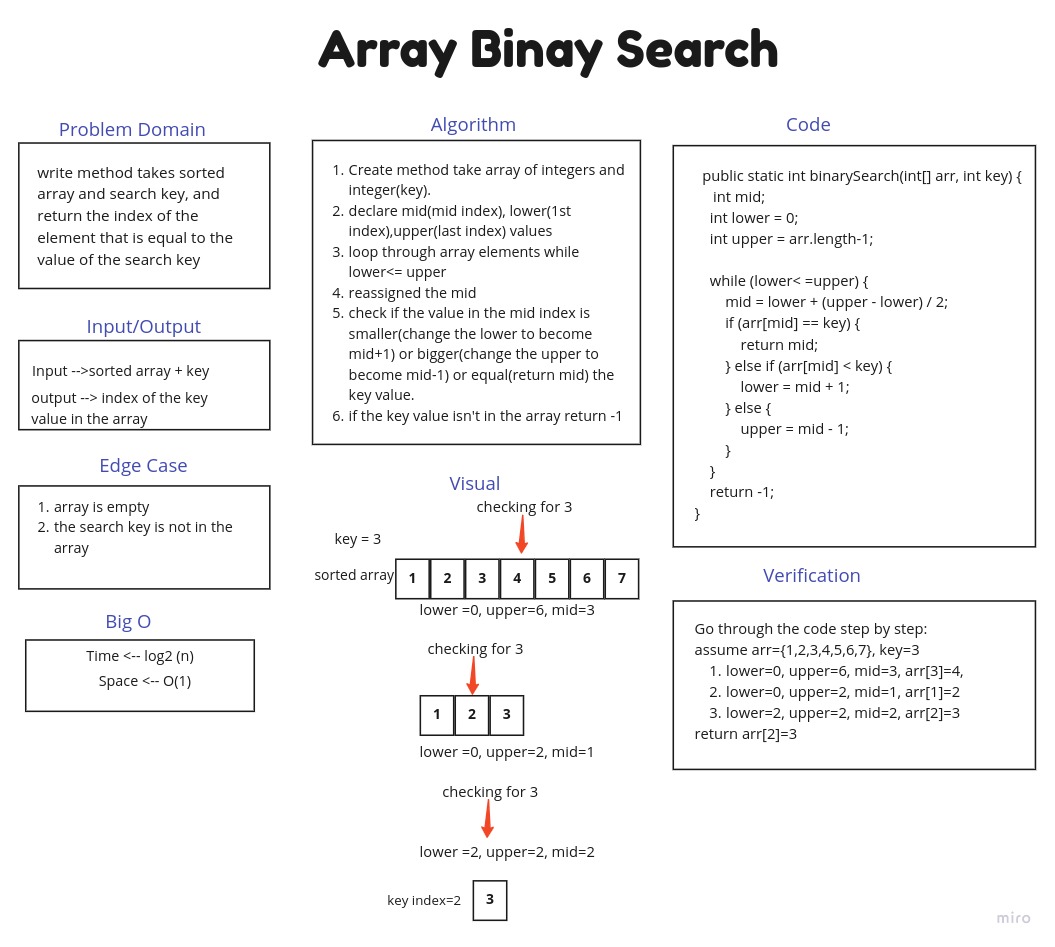 Array Binay Search
Problem Domain
write method takes sorted
array and search key, and
return the index of the
element that is equal to the
value of the search key
Input/Output
Input -->sorted array + key
output --> index of the key
value in the array
Edge Case
1. array is empty
2. the search key is not in the
array
Big O
Time <-- log2 (n)
Space <-- O(1)
Algorithm
1. Create method take array of integers and
integer(key).
2. declare mid(mid index), lower(1st
index),upper(last index) values
3. loop through array elements while
lower<= upper
4. reassigned the mid
5. check if the value in the mid index is
smaller(change the lower to become
mid+1) or bigger(change the upper to
become mid-1) or equal(return mid) the
key value.
6. if the key value isn't in the array return -1
Visual
checking for 3
key = 3
sorted array 1 2 3 4 5 6 7
lower =0, upper=6, mid=3
checking for 3
1 2 3
lower =0, upper=2, mid=1
checking for 3
lower =2, upper=2, mid=2
key index=2 3
Code
public static int binarySearch(int[] arr, int key) {
int mid;
int lower = 0;
int upper = arr.length-1;
while (lower< =upper) {
mid = lower + (upper - lower) / 2;
if (arr[mid] == key) {
return mid;
} else if (arr[mid] < key) {
lower = mid + 1;
} else {
upper = mid - 1;
}
}
return -1;
}
Verification
Go through the code step by step:
assume arr={1,2,3,4,5,6,7}, key=3
1. lower=0, upper=6, mid=3, arr[3]=4,
2. lower=0, upper=2, mid=1, arr[1]=2
3. lower=2, upper=2, mid=2, arr[2]=3
return arr[2]=3
miro